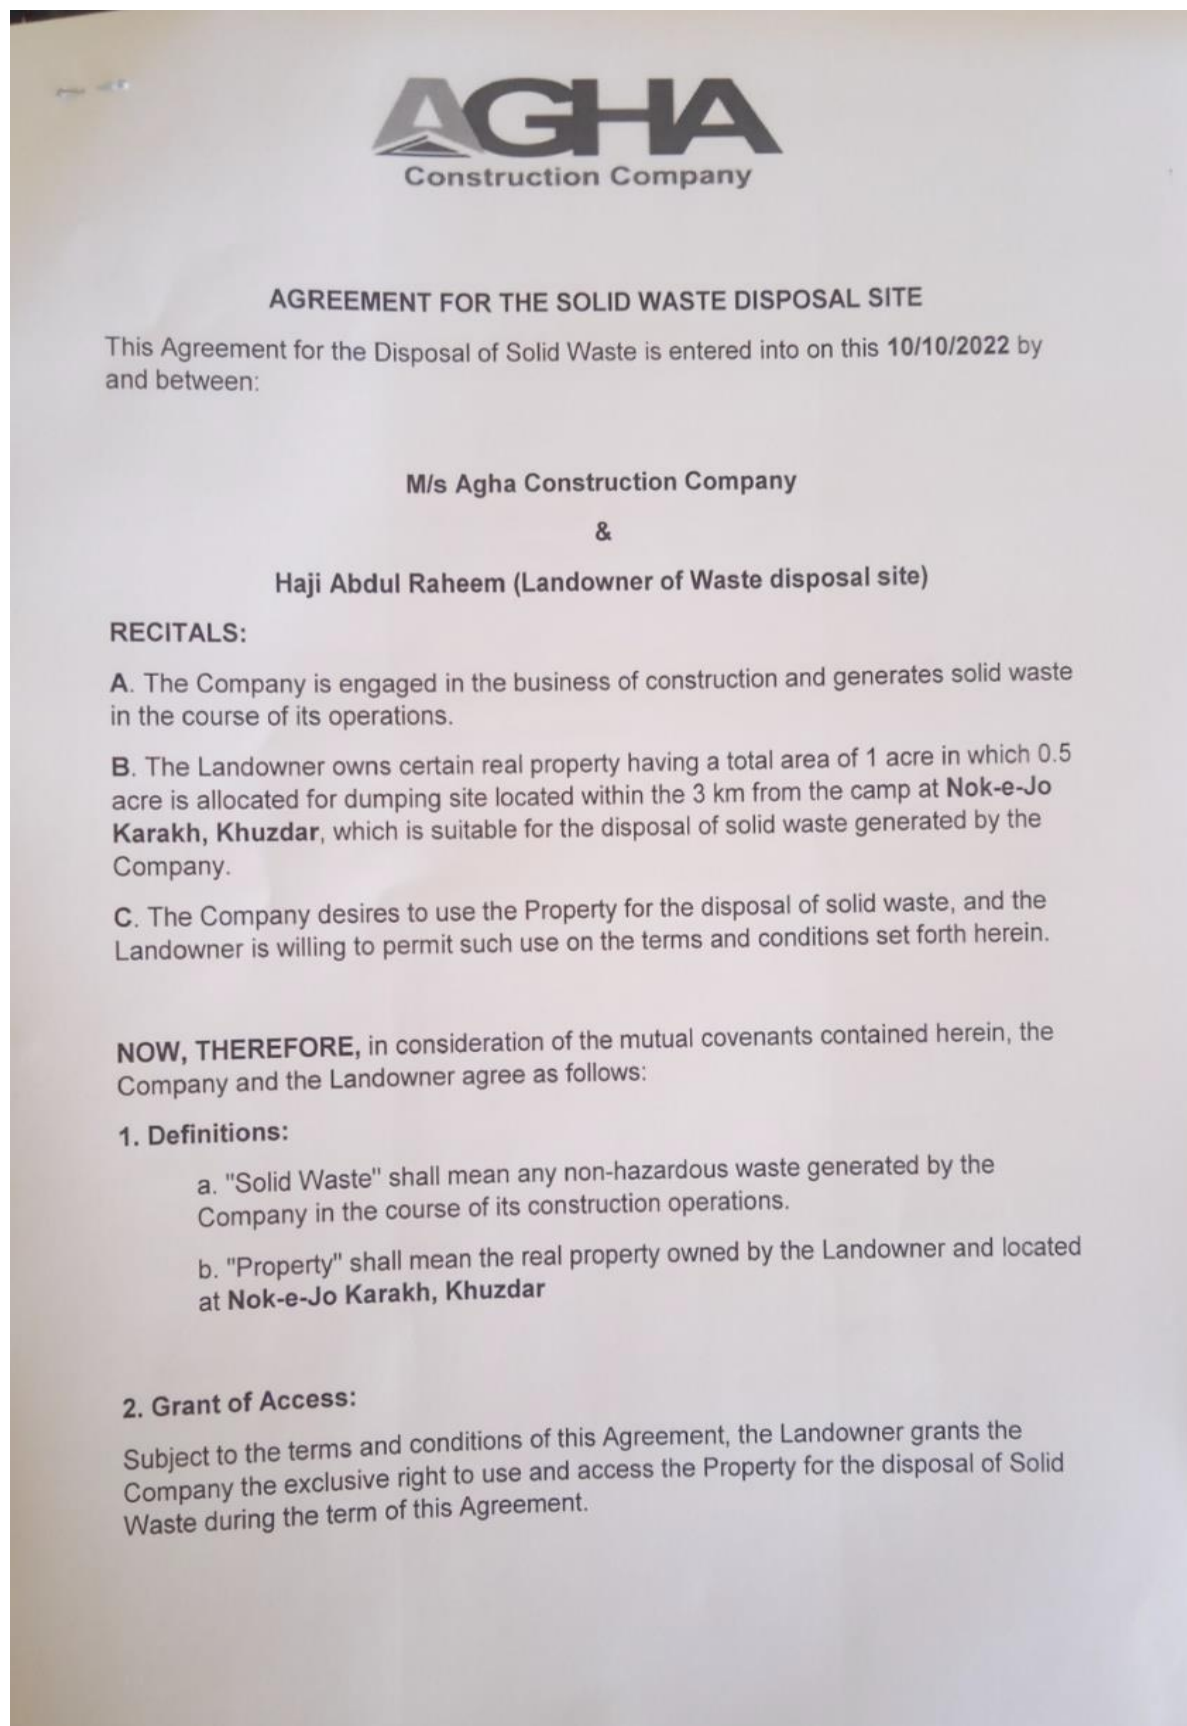 AGHA
Construction Company
AGREEMENT FOR THE SOLID WASTE DISPOSAL SITE
This Agreement for the Disposal of Solid Waste is entered into on this 10/10/2022 by
and between:
M/s Agha Construction Company
&
Haji Abdul Raheem (Landowner of Waste disposal site)
RECITALS:
A. The Company is engaged in the business of construction and generates solid waste
in the course of its operations.
B. The Landowner owns certain real property having a total area of 1 acre in which 0.5
acre is allocated for dumping site located within the 3 km from the camp at Nok-e-Jo
Karakh, Khuzdar, which is suitable for the disposal of solid waste generated by the
Company.
C. The Company desires to use the Property for the disposal of solid waste, and the
Landowner is willing to permit such use on the terms and conditions set forth herein.
NOW, THEREFORE, in consideration of the mutual covenants contained herein, the
Company and the Landowner agree as follows:
1. Definitions:
a. "Solid Waste" shall mean any non-hazardous waste generated by the
Company in the course of its construction operations.
b. "Property" shall mean the real property owned by the Landowner and located
at Nok-e-Jo Karakh, Khuzdar
2. Grant of Access:
Subject to the terms and conditions of this Agreement, the Landowner grants the
Company the exclusive right to use and access the Property for the disposal of Solid
Waste during the term of this Agreement.